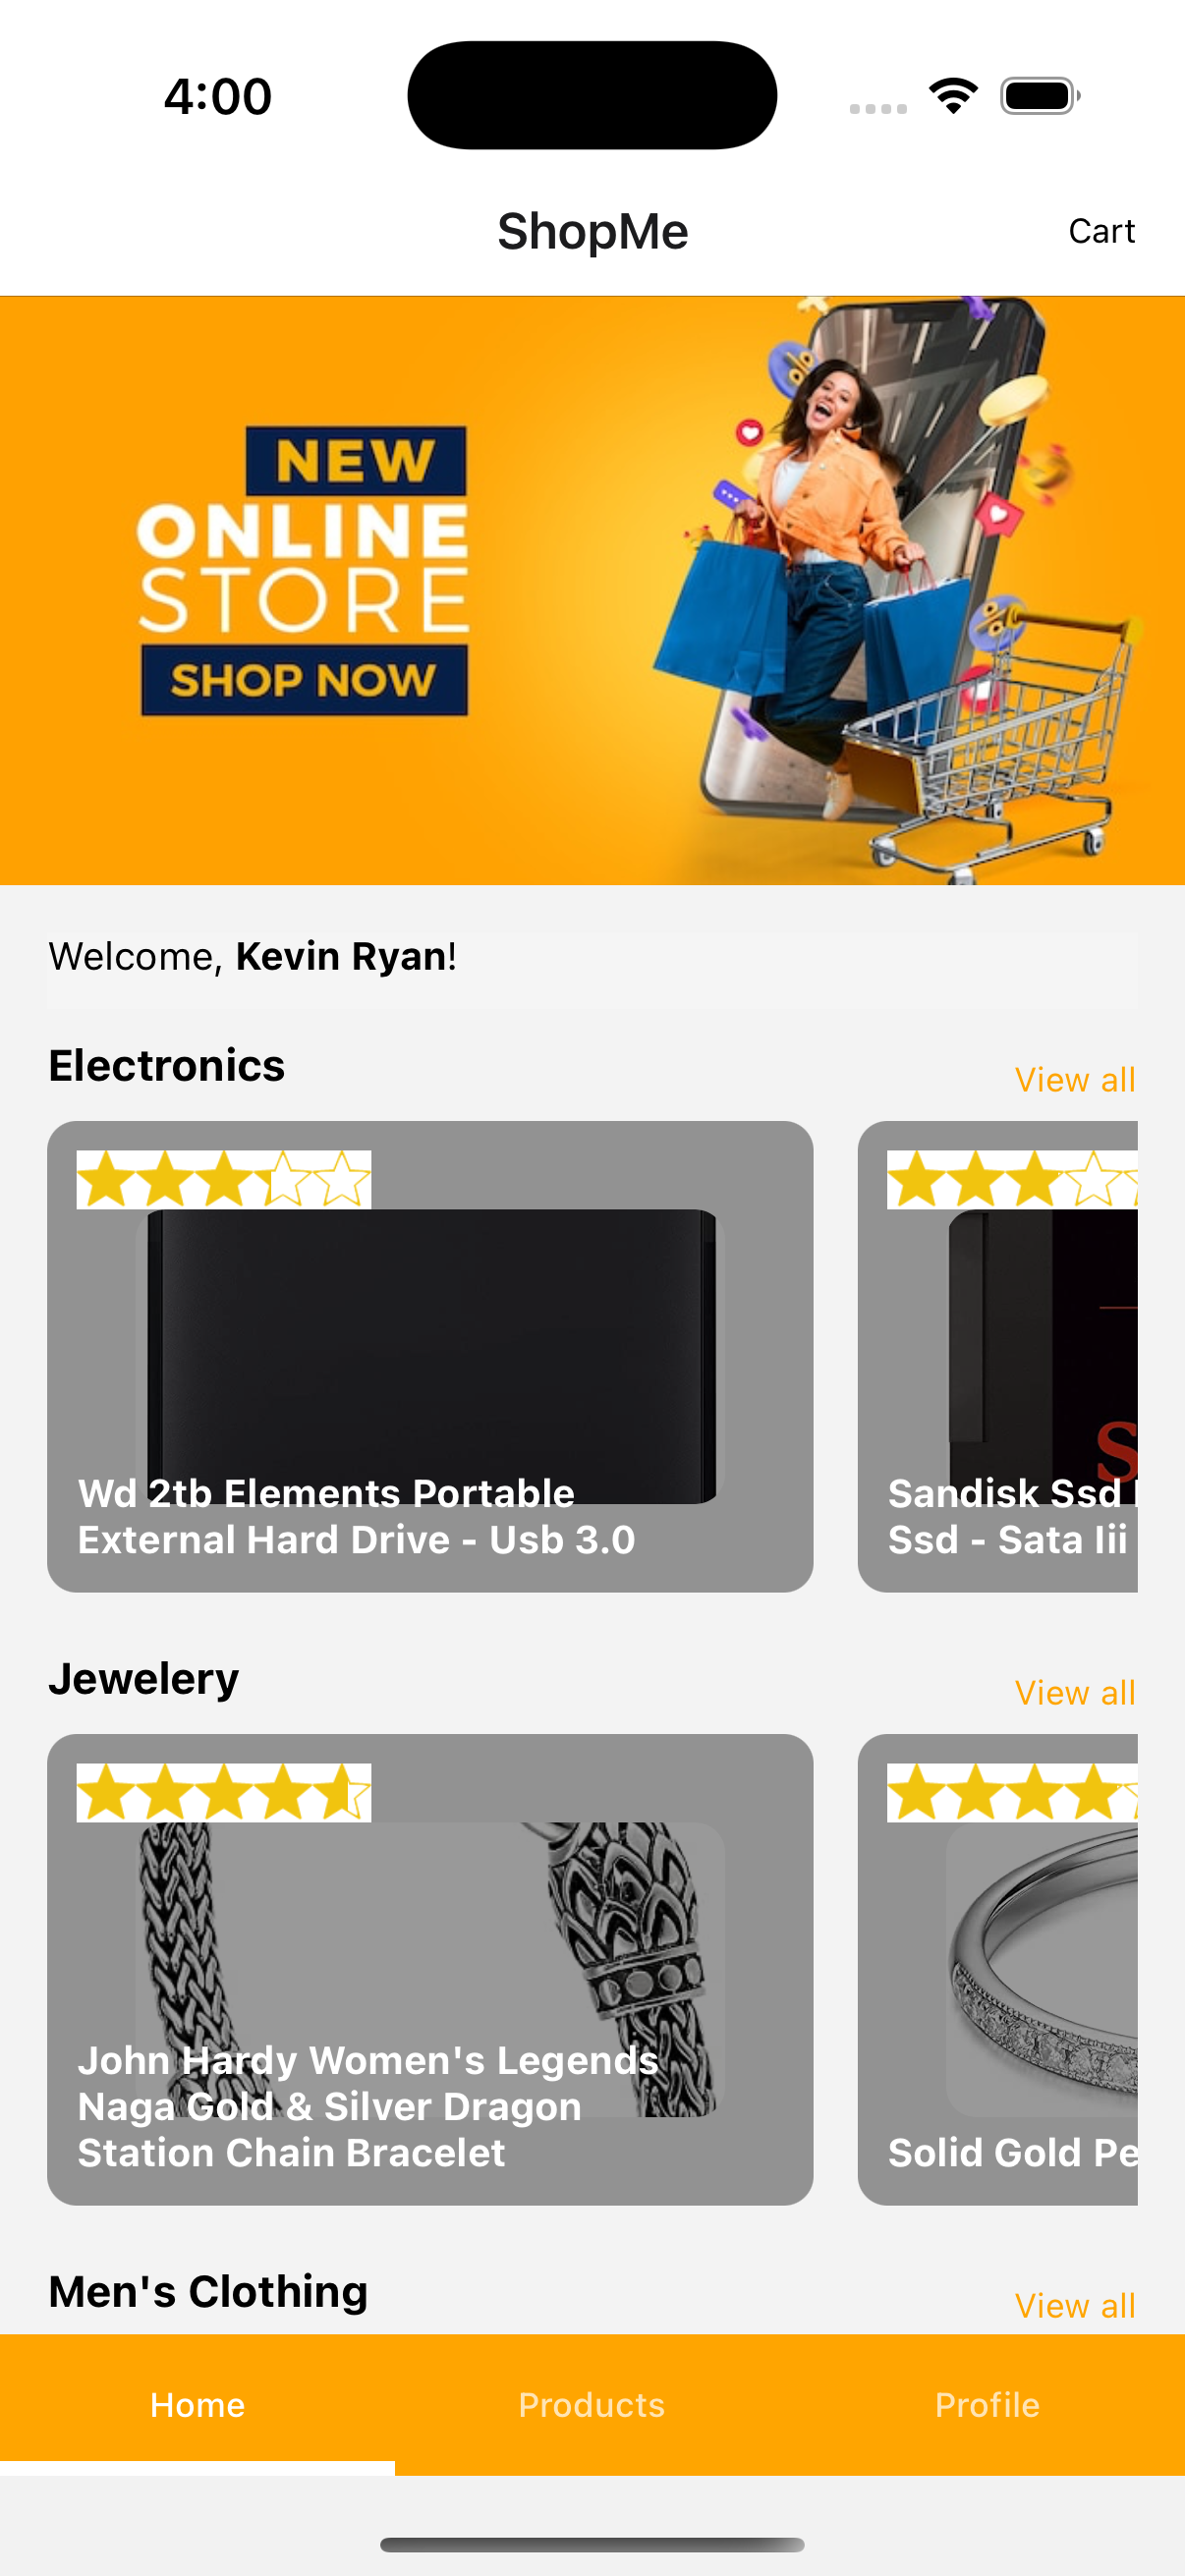 4:00
ShopMe
Cart
NEW
ONLINE
STORE
SHOP NOW
Welcome, Kevin Ryan!
Electronics
View all
Wd 2tb Elements Portable
External Hard Drive - Usb 3.0
Sandisk Ssd
Ssd - Sata Iii
S
Jewelery
View all
John Hardy Women's Legends
Naga Gold & Silver Dragon
Station Chain Bracelet
Solid Gold Pe
Men's Clothing
View all
Home
Products
Profile